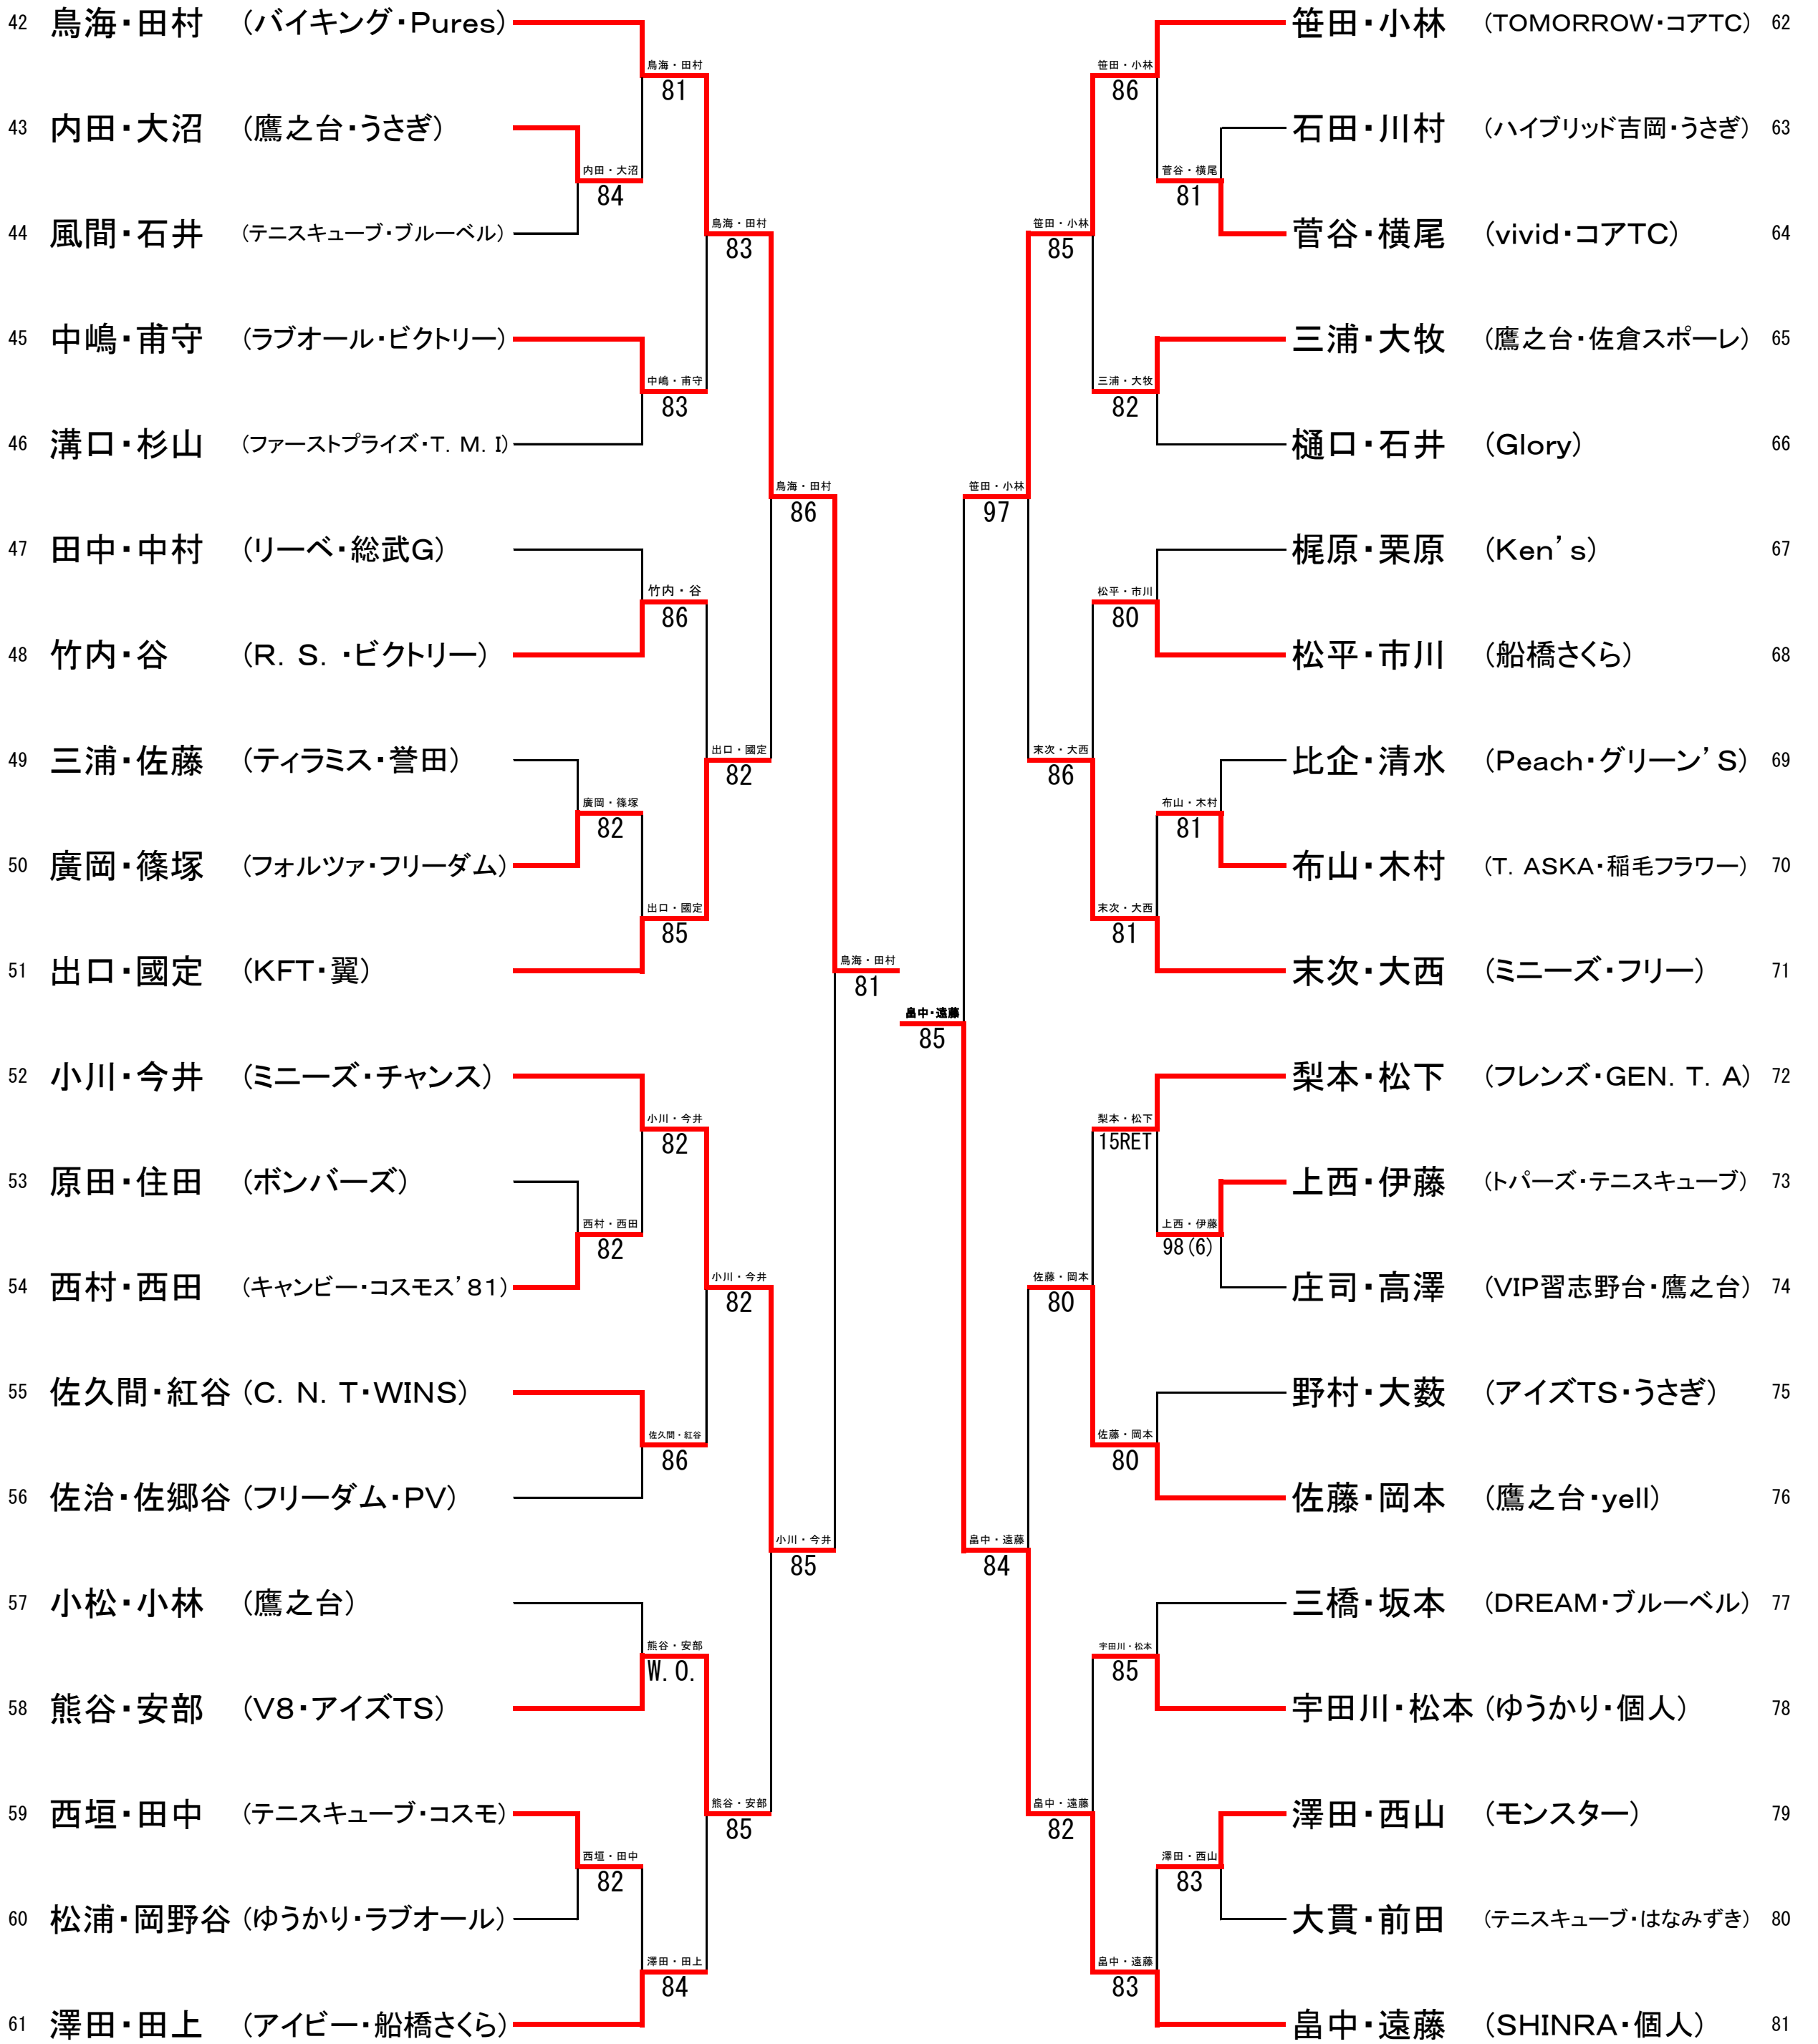 42 鳥海・田村 (バイキング・Pures)
43 内田・大沼 (鷹之台・うさぎ)
44 風間・石井 (テニスキューブ・ブルーベル)
45 中嶋・甫守 (ラブオール・ビクトリー)
46 溝口・杉山 (ファーストプライズ・T. M. I)
47 田中・中村 (リーベ・総武G)
48 竹内・谷 (R. S. ・ビクトリー)
49 三浦・佐藤 (ティラミス・誉田)
50 廣岡・篠塚 (フォルツァ・フリーダム)
51 出口・國定 (KFT・翼)
52 小川・今井 (ミニーズ・チャンス)
53 原田・住田 (ボンバーズ)
54 西村・西田 (キャンビー・コスモス’81)
55 佐久間・紅谷 (C. N. T・WINS)
56 佐治・佐郷谷 (フリーダム・PV)
57 小松・小林 (鷹之台)
58 熊谷・安部 (V8・アイズTS)
59 西垣・田中 (テニスキューブ・コスモ)
60 松浦・岡野谷 (ゆうかり・ラブオール)
61 澤田・田上 (アイビー・船橋さくら)
内田・大沼
84
廣岡・篠塚
82
西村・西田
82
西垣・田中
82
鳥海・田村
81
中嶋・甫守
83
竹内・谷
86
出口・國定
85
小川・今井
82
佐久間・紅谷
86
熊谷・安部
W.O.
澤田・田上
84
鳥海・田村
83
出口・國定
82
小川・今井
82
熊谷・安部
85
鳥海・田村
86
小川・今井
85
鳥海・田村
81
畠中・遠藤
85
笹田・小林
97
畠中・遠藤
84
笹田・小林
85
末次・大西
86
佐藤・岡本
80
畠中・遠藤
82
笹田・小林
86
三浦・大牧
82
松平・市川
80
末次・大西
81
梨本・松下
15RET
佐藤・岡本
80
宇田川・松本
85
畠中・遠藤
83
菅谷・横尾
81
布山・木村
81
上西・伊藤
98(6)
澤田・西山
83
笹田・小林 (TOMORROW・コアTC) 62
石田・川村 (ハイブリッド吉岡・うさぎ) 63
菅谷・横尾 (vivid・コアTC) 64
三浦・大牧 (鷹之台・佐倉スポーレ) 65
樋口・石井 (Glory) 66
梶原・栗原 (Ken’s) 67
松平・市川 (船橋さくら) 68
比企・清水 (Peach・グリーン’S) 69
布山・木村 (T. ASKA・稲毛フラワー) 70
末次・大西 (ミニーズ・フリー) 71
梨本・松下 (フレンズ・GEN. T. A) 72
上西・伊藤 (トパーズ・テニスキューブ) 73
庄司・高澤 (VIP習志野台・鷹之台) 74
野村・大薮 (アイズTS・うさぎ) 75
佐藤・岡本 (鷹之台・yell) 76
三橋・坂本 (DREAM・ブルーベル) 77
宇田川・松本 (ゆうかり・個人) 78
澤田・西山 (モンスター) 79
大貫・前田 (テニスキューブ・はなみずき) 80
畠中・遠藤 (SHINRA・個人) 81